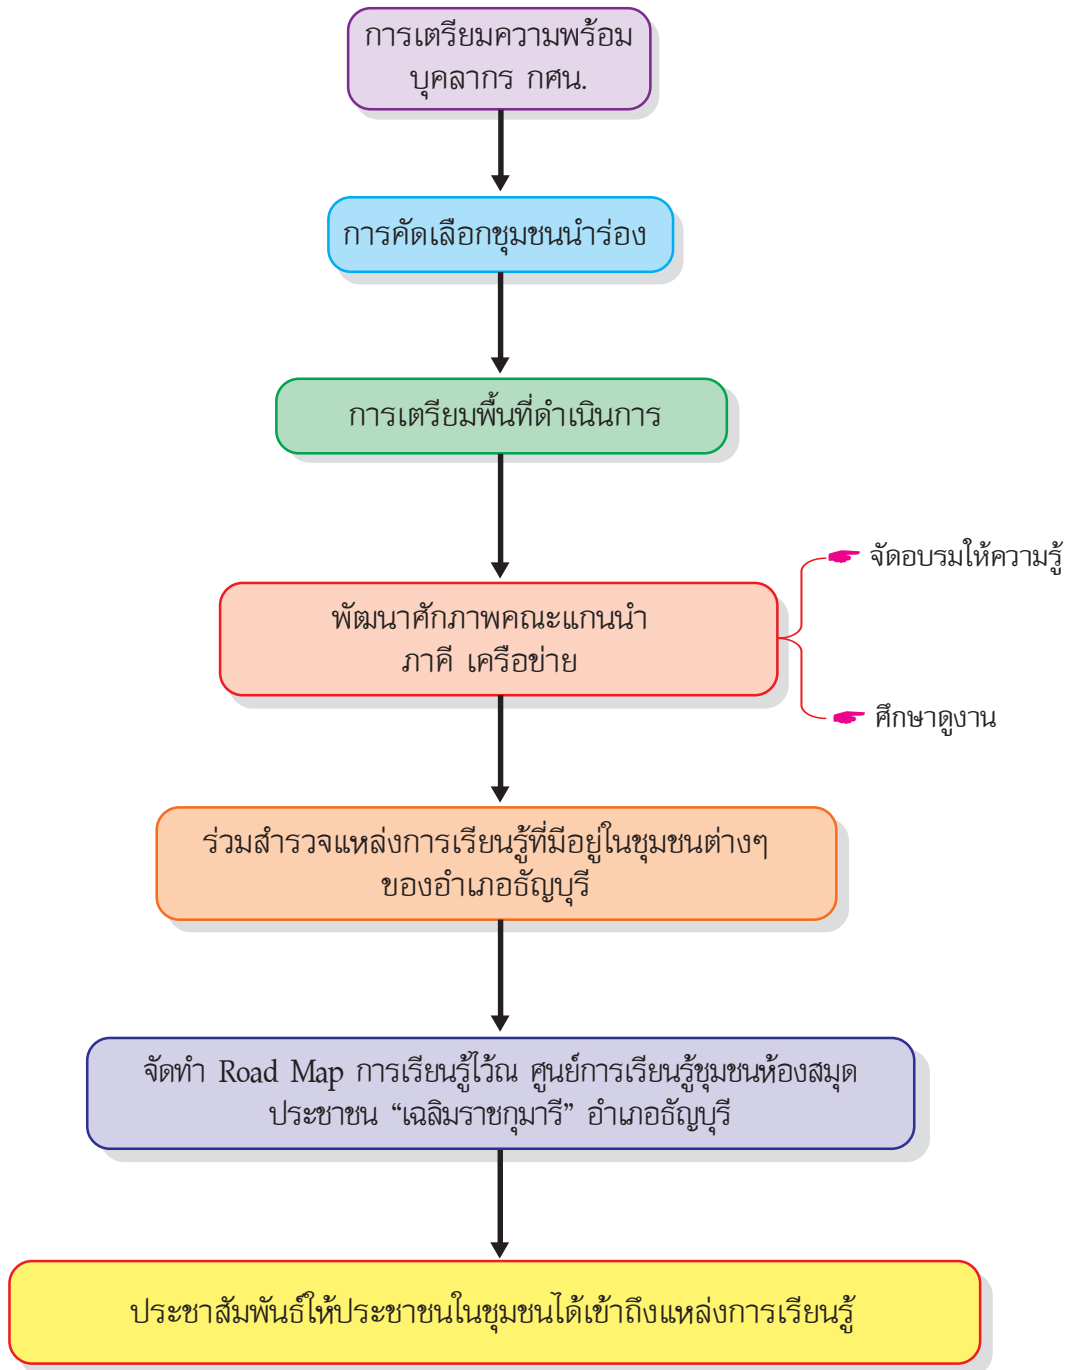 การเตรียมความพร้อม
บุคลากร กศน.
การคัดเลือกชุมชนนำร่อง
การเตรียมพื้นที่ดำเนินการ
จัดอบรมให้ความรู้
พัฒนาศักภาพคณะแกนนำ
ภาคี เครือข่าย
ศึกษาดูงาน
ร่วมสำรวจแหล่งการเรียนรู้ที่มีอยู่ในชุมชนต่างๆ
ของอำเภอธัญบุรี
จัดทำ Road Map การเรียนรู้ไว้ณ ศูนย์การเรียนรู้ชุมชนห้องสมุด
ประชาชน “เฉลิมราชกุมารี” อำเภอธัญบุรี
ประชาสัมพันธ์ให้ประชาชนในชุมชนได้เข้าถึงแหล่งการเรียนรู้